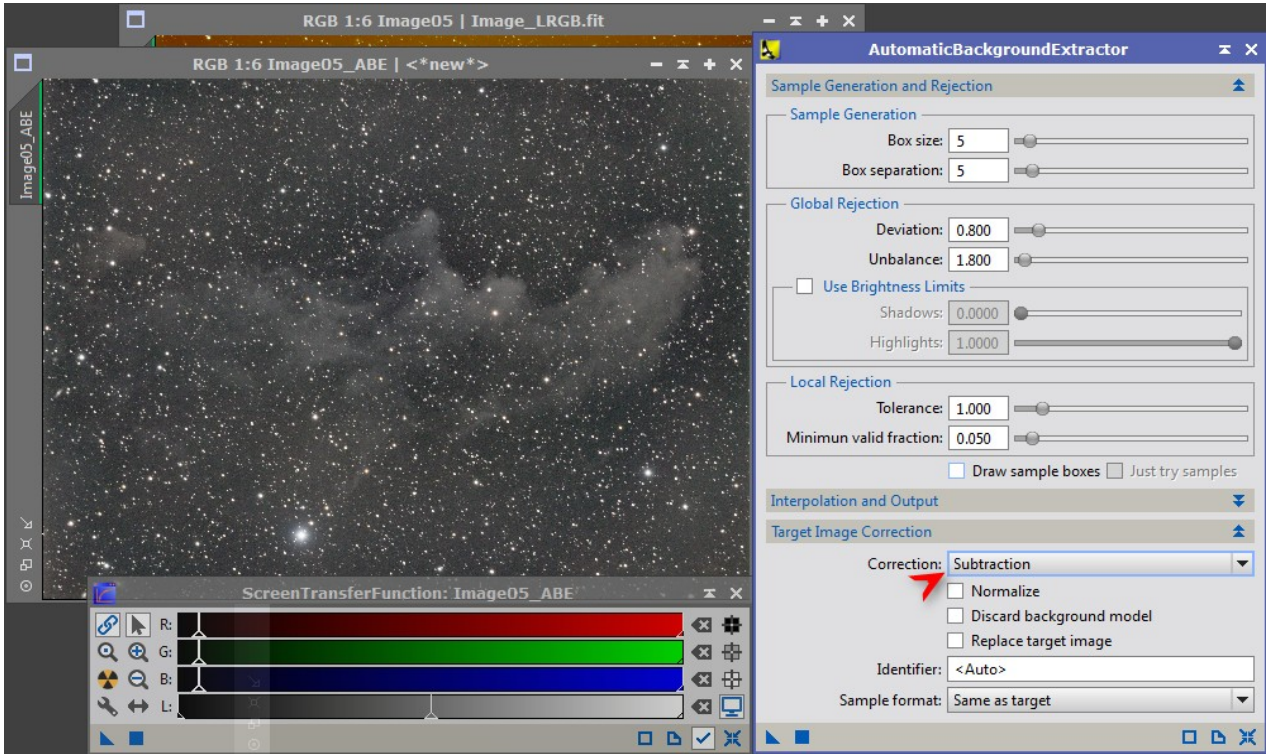 RGB 1:6 Image05 | Image_LRGB.fit
RGB 1:6 Image05_ABE | <*new*>
Image05_ABE
AutomaticBackgroundExtractor
Sample Generation and Rejection
Sample Generation
Box size: 5
Box separation: 5
Global Rejection
Deviation: 0.800
Unbalance: 1.800
Use Brightness Limits
Shadows: 0.0000
Highlights: 1.0000
Local Rejection
Tolerance: 1.000
Minimun valid fraction: 0.050
Draw sample boxes Just try samples
Interpolation and Output
Target Image Correction
Correction: Subtraction
Normalize
Discard background model
Replace target image
Identifier: <Auto>
Sample format: Same as target
ScreenTransferFunction: Image05_ABE
R:
G:
B:
L: